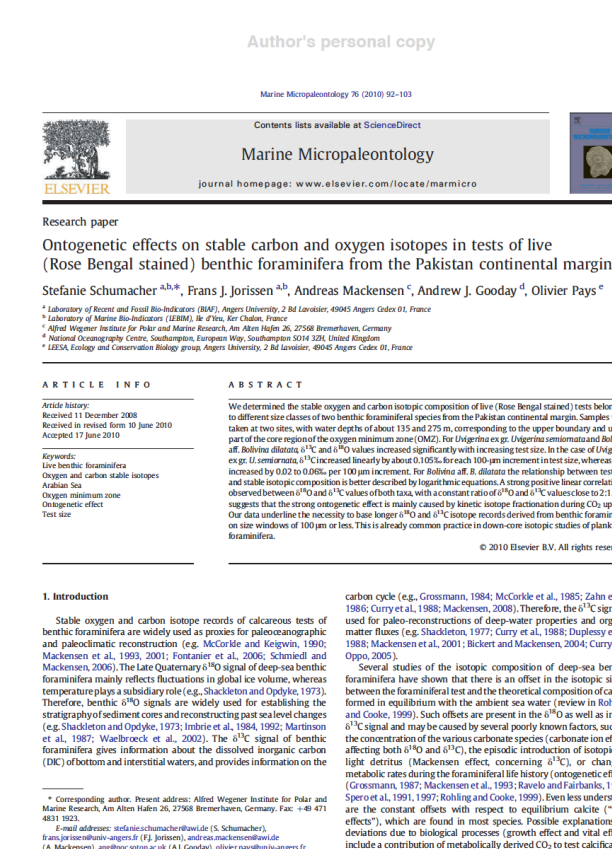 Author's personal copy
Marine Micropaleontology 76 (2010) 92–103
Contents lists available at ScienceDirect
Marine Micropaleontology
journal homepage: www.elsevier.com/locate/marmicro
ELSEVIER
Research paper
Ontogenetic effects on stable carbon and oxygen isotopes in tests of live
(Rose Bengal stained) benthic foraminifera from the Pakistan continental margin
Stefanie Schumacher a,b,*, Frans J. Jorissen a,b, Andreas Mackensen c, Andrew J. Gooday d, Olivier Pays e
a Laboratory of Recent and Fossil Bio-Indicators (BIAF), Angers University, 2 Bd Lavoisier, 49045 Angers Cedex 01, France
b Laboratory of Marine Bio-Indicators (LEBIM), Ile d'Yeu, Ker Chalon, France
c Alfred Wegener Institute for Polar and Marine Research, Am Alten Hafen 26, 27568 Bremerhaven, Germany
d National Oceanography Centre, Southampton, European Way, Southampton SO14 3ZH, United Kingdom
e LEESA, Ecology and Conservation Biology group, Angers University, 2 Bd Lavoisier, 49045 Angers Cedex 01, France
ARTICLE INFO
Article history:
Received 11 December 2008
Received in revised form 10 June 2010
Accepted 17 June 2010
Keywords:
Live benthic foraminifera
Oxygen and carbon stable isotopes
Arabian Sea
Oxygen minimum zone
Ontogenetic effect
Test size
ABSTRACT
We determined the stable oxygen and carbon isotopic composition of live (Rose Bengal stained) tests belon
to different size classes of two benthic foraminiferal species from the Pakistan continental margin. Samples
taken at two sites, with water depths of about 135 and 275 m, corresponding to the upper boundary and u
part of the core region of the oxygen minimum zone (OMZ). For Uvigerina ex gr. Uvigerina semiornata and Bol
aff. Bolivina dilatata, δ13C and δ18O values increased significantly with increasing test size. In the case of Uvige
ex gr. U. semiornata, δ13C increased linearly by about 0.105‰ for each 100-μm increment in test size, whereas
increased by 0.02 to 0.06‰ per 100 μm increment. For Bolivina aff. B. dilatata the relationship between test
and stable isotopic composition is better described by logarithmic equations. A strong positive linear correlatio
observed between δ18O and δ13C values of both taxa, with a constant ratio of δ18O and δ13C values close to 2:1.
suggests that the strong ontogenetic effect is mainly caused by kinetic isotope fractionation during CO2 up
Our data underline the necessity to base longer δ18O and δ13C isotope records derived from benthic foramin
on size windows of 100 μm or less. This is already common practice in down-core isotopic studies of plank
foraminifera.
© 2010 Elsevier B.V. All rights rese
1. Introduction
Stable oxygen and carbon isotope records of calcareous tests of
benthic foraminifera are widely used as proxies for paleoceanographic
and paleoclimatic reconstruction (e.g. McCorkle and Keigwin, 1990;
Mackensen et al., 1993, 2001; Fontanier et al., 2006; Schmiedl and
Mackensen, 2006). The Late Quaternary δ18O signal of deep-sea benthic
foraminifera mainly reflects fluctuations in global ice volume, whereas
temperature plays a subsidiary role (e.g., Shackleton and Opdyke, 1973).
Therefore, benthic δ18O signals are widely used for establishing the
stratigraphy of sediment cores and reconstructing past sea level changes
(e.g. Shackleton and Opdyke, 1973; Imbrie et al., 1984, 1992; Martinson
et al., 1987; Waelbroeck et al., 2002). The δ13C signal of benthic
foraminifera gives information about the dissolved inorganic carbon
(DIC) of bottom and interstitial waters, and provides information on the
* Corresponding author. Present address: Alfred Wegener Institute for Polar and
Marine Research, Am Alten Hafen 26, 27568 Bremerhaven, Germany. Fax: +49 471
4831 1923.
E-mail addresses: stefanie.schumacher@awi.de (S. Schumacher),
frans.jorissen@univ-angers.fr (F.J. Jorissen), andreas.mackensen@awi.de
(A. Mackensen), ang@noc.soton.ac.uk (A.J. Gooday), olivier.pays@univ-angers.fr
carbon cycle (e.g., Grossmann, 1984; McCorkle et al., 1985; Zahn e
1986; Curry et al., 1988; Mackensen, 2008). Therefore, the δ13C sign
used for paleo-reconstructions of deep-water properties and org
matter fluxes (e.g. Shackleton, 1977; Curry et al., 1988; Duplessy e
1988; Mackensen et al., 2001; Bickert and Mackensen, 2004; Curry
Oppo, 2005).
Several studies of the isotopic composition of deep-sea ben
foraminifera have shown that there is an offset in the isotopic si
between the foraminiferal test and the theoretical composition of ca
formed in equilibrium with the ambient sea water (review in Roh
and Cooke, 1999). Such offsets are present in the δ18O as well as in
δ13C signal and may be caused by several poorly known factors, suc
the concentration of the various carbonate species (carbonate ion ef
affecting both δ18O and δ13C), the episodic introduction of isotopic
light detritus (Mackensen effect, concerning δ13C), or chan
metabolic rates during the foraminiferal life history (ontogenetic eff
(Grossmann, 1987; Mackensen et al., 1993; Ravelo and Fairbanks, 1
Spero et al., 1991, 1997; Rohling and Cooke, 1999). Even less unders
are the constant offsets with respect to equilibrium calcite ("
effects"), which are found in most species. Possible explanations
deviations due to biological processes (growth effect and vital ef
include a contribution of metabolically derived CO2 to test calcific